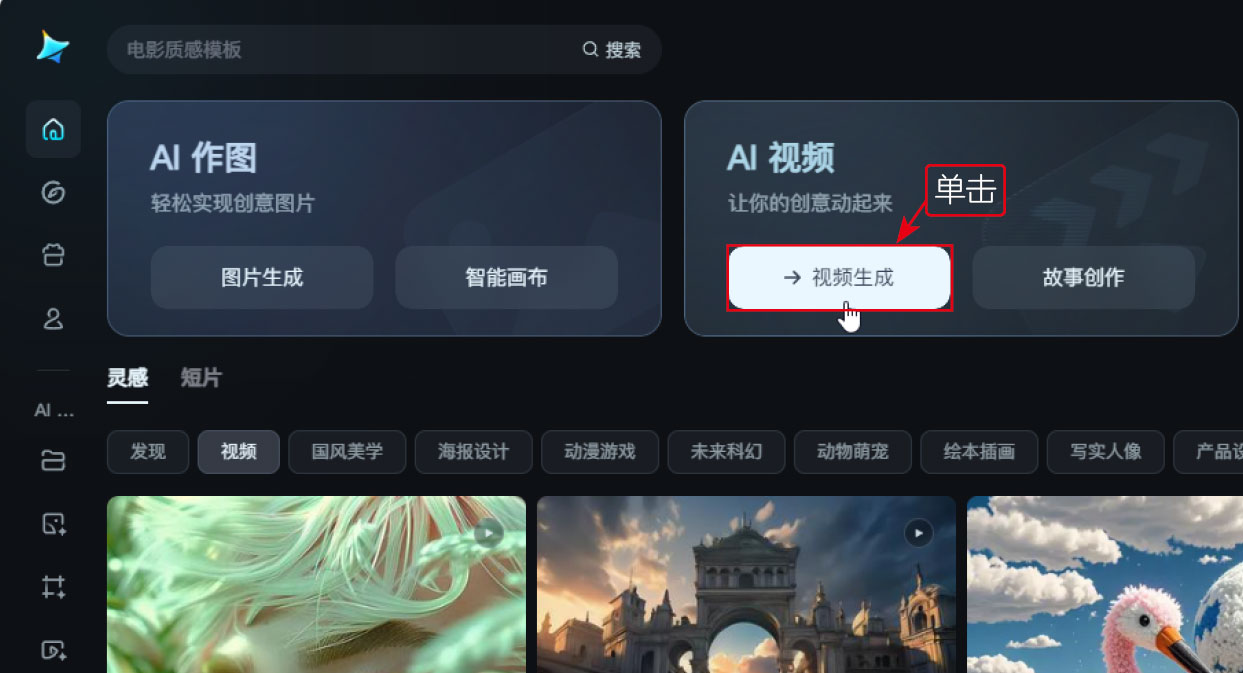 电影质感模板 搜索
AI 作图
轻松实现创意图片
图片生成 智能画布
AI 视频
让你的创意动起来
单击
视频生成 故事创作
灵感 短片
AI ...
发现 视频 国风美学 海报设计 动漫游戏 未来科幻 动物萌宠 绘本插画 写实人像 产品设